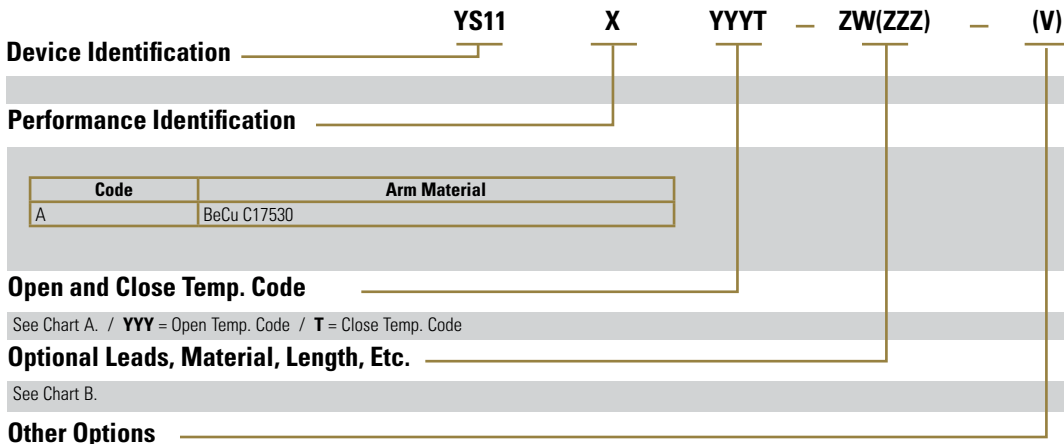 YS11 X YYYT – ZW(ZZZ) – (V)
Device Identification
Performance Identification
Code Arm Material
A BeCu C17530
Open and Close Temp. Code
See Chart A. / YYY = Open Temp. Code / T = Close Temp. Code
Optional Leads, Material, Length, Etc.
See Chart B.
Other Options